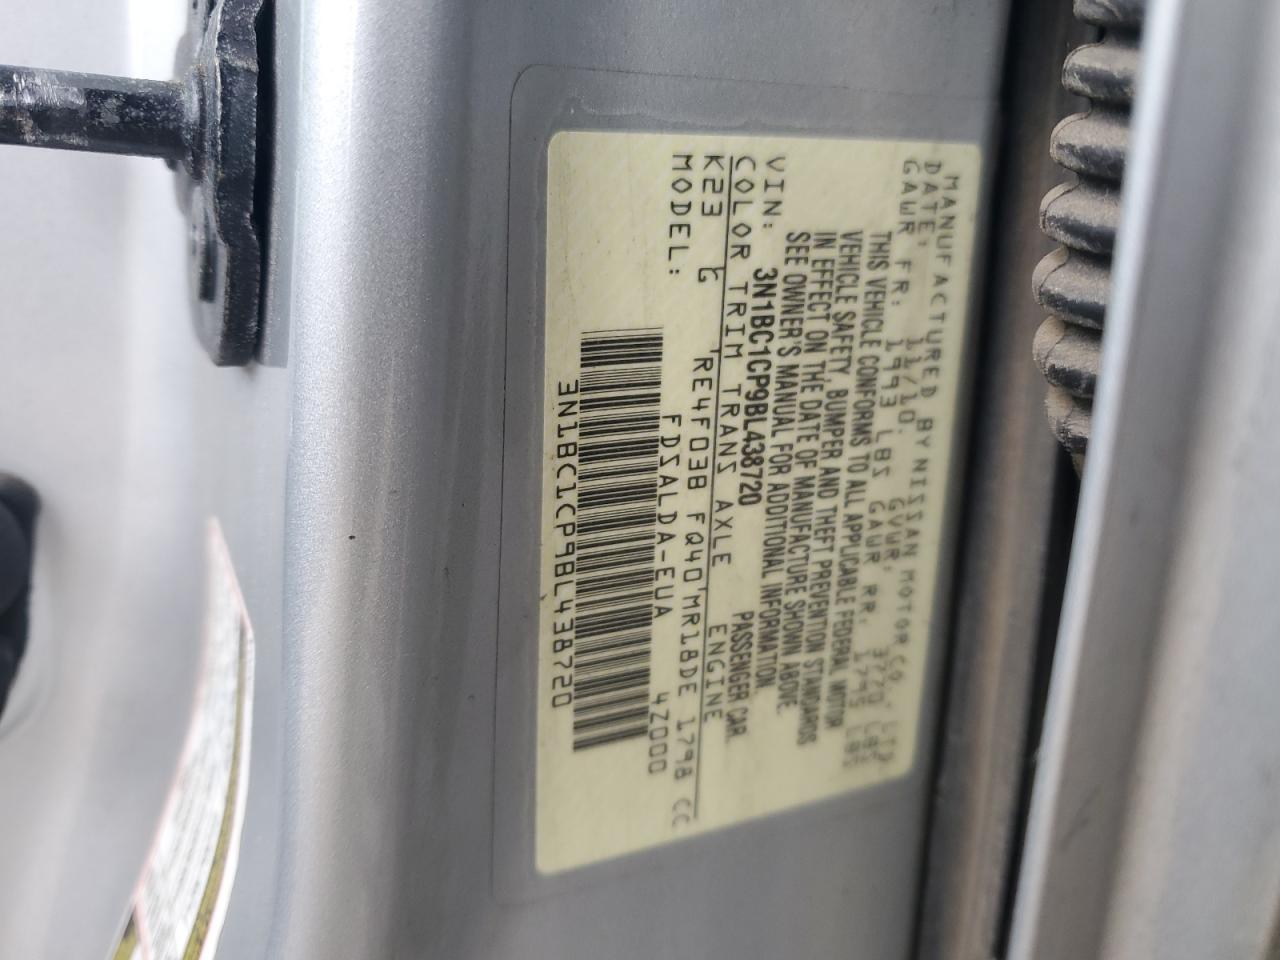 MANUFACTURED BY NISSAN MOTOR CO., LTD.
DATE: 11/10. GVWR: 3770 LBS
GAWR FR: 1993 LBS GAWR RR. 1795 LBS
THIS VEHICLE CONFORMS TO ALL APPLICABLE FEDERAL MOTOR
VEHICLE SAFETY, BUMPER AND THEFT PREVENTION STANDARDS
IN EFFECT ON THE DATE OF MANUFACTURE SHOWN ABOVE.
SEE OWNER'S MANUAL FOR ADDITIONAL INFORMATION.
VIN: 3N1BC1CP9BL438720 PASSENGER CAR.
COLOR TRIM TRANS AXLE ENGINE
K23 G RE4F03B FQ40 MR18DE 1798 CC
MODEL: FDSALDA-EUA 4Z000
3N1BC1CP9BL438720